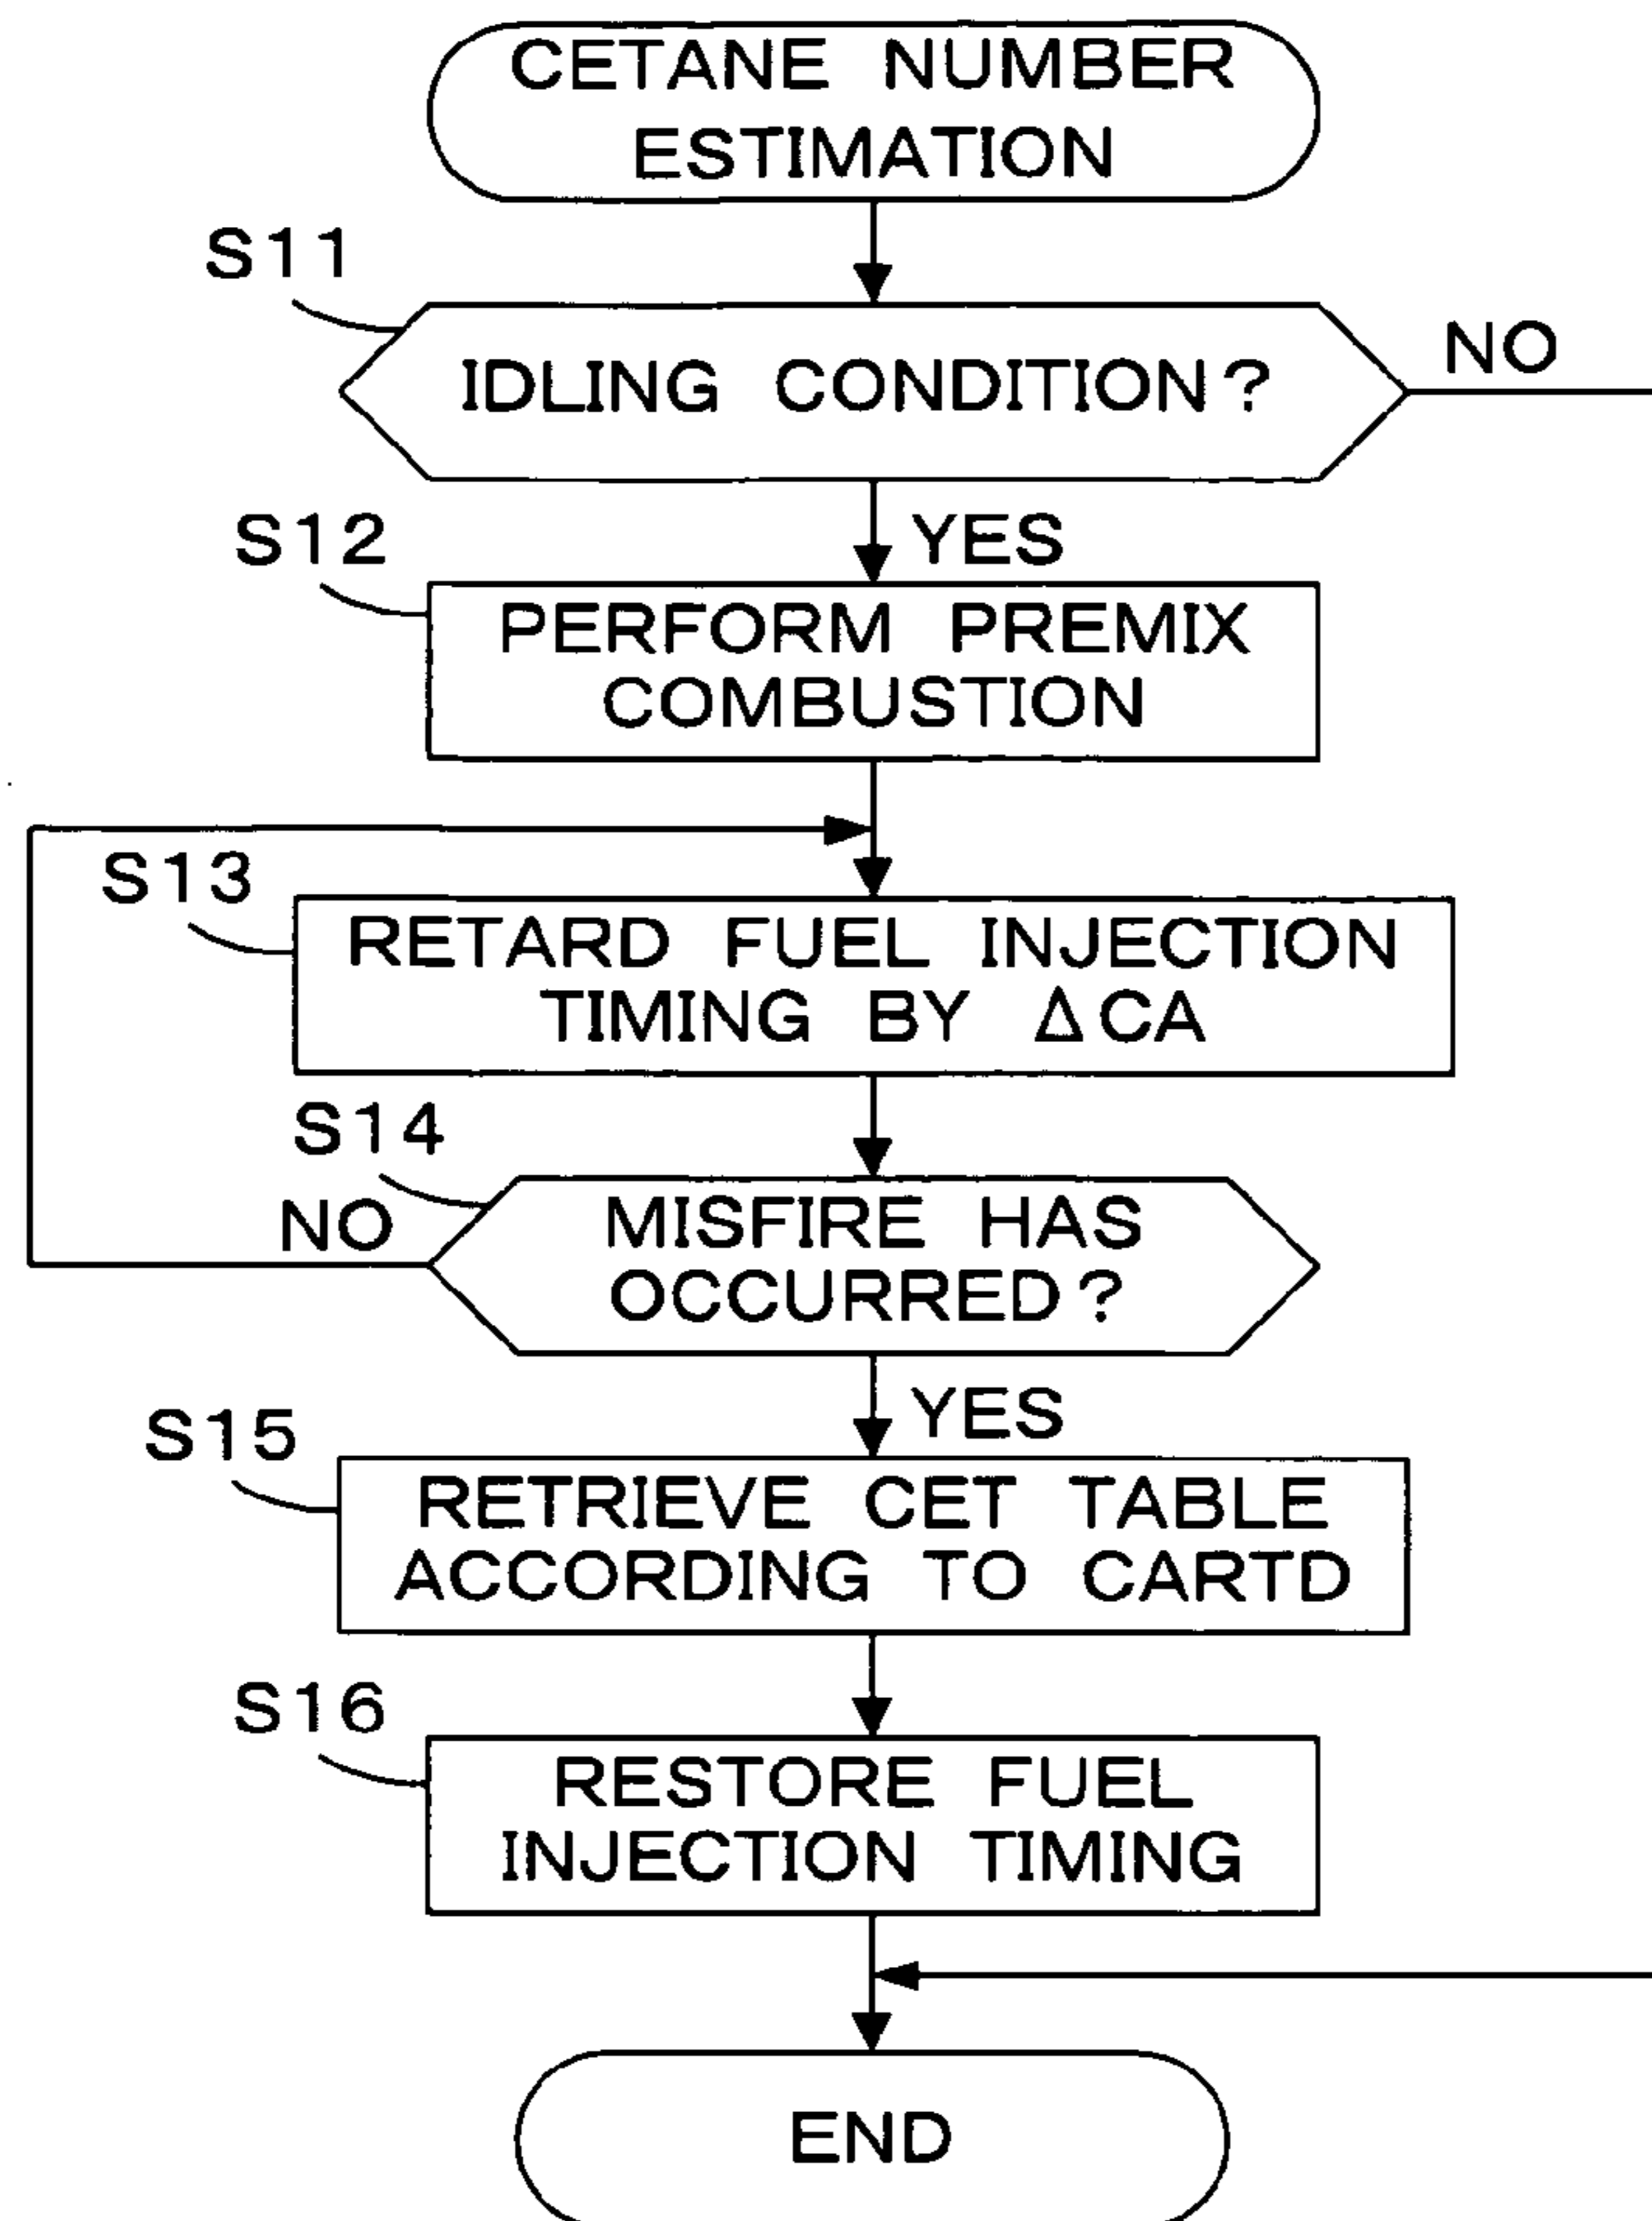 CETANE NUMBER
ESTIMATION
S11
IDLING CONDITION?
NO
S12
YES
PERFORM PREMIX
COMBUSTION
S13
RETARD FUEL INJECTION
TIMING BY ΔCA
S14
NO
MISFIRE HAS
OCCURRED?
YES
S15
RETRIEVE CET TABLE
ACCORDING TO CARTD
S16
RESTORE FUEL
INJECTION TIMING
END